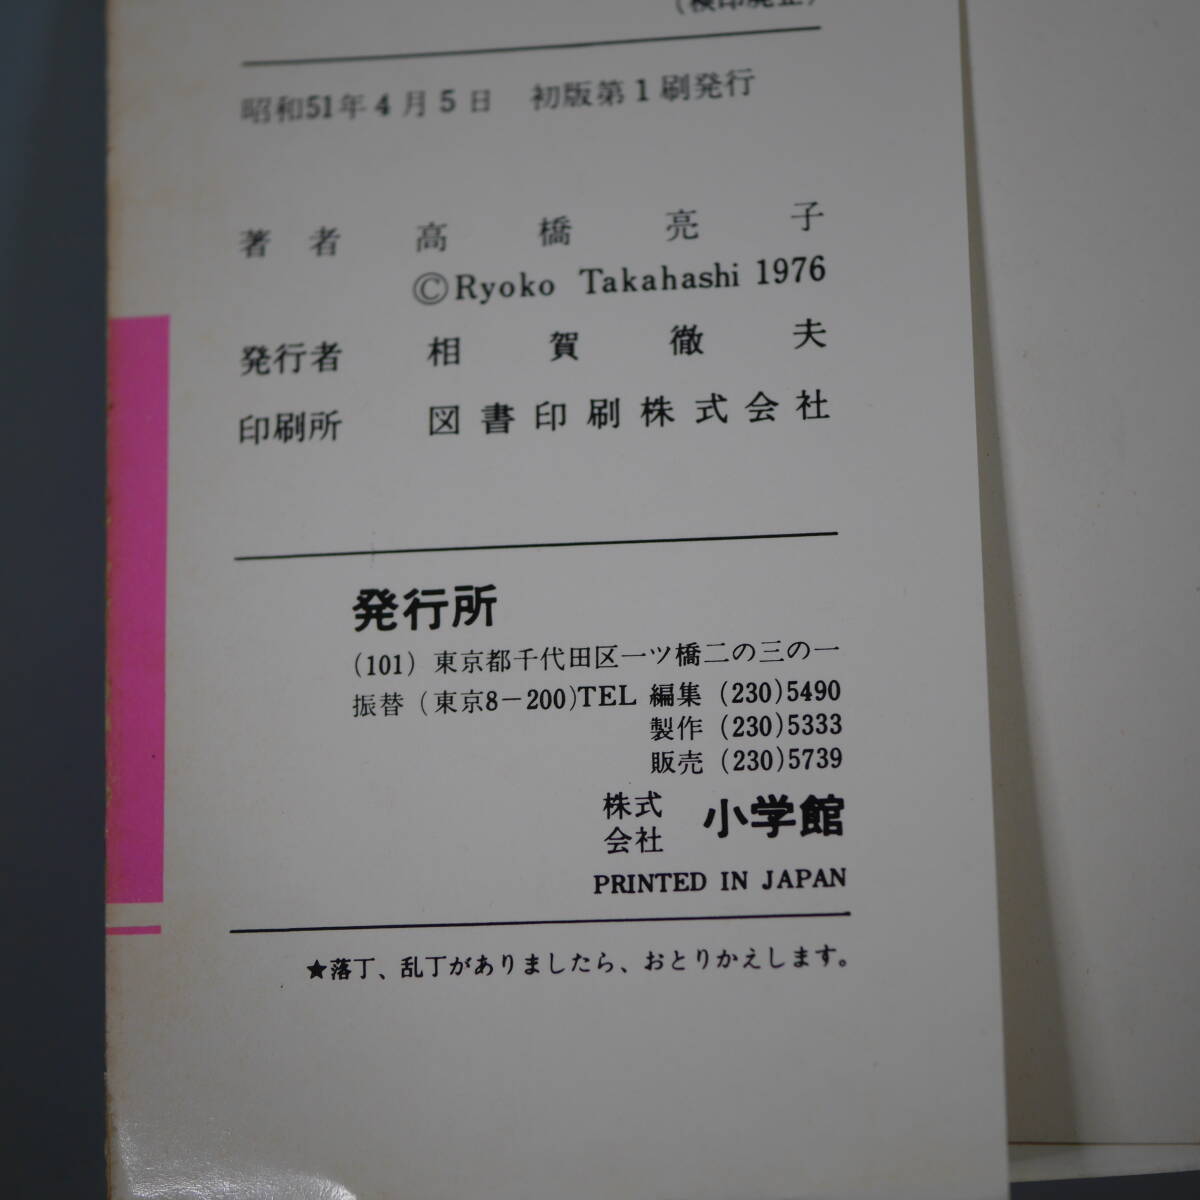 (検印廃止)
昭和51年4月5日 初版第1刷発行
著者 高橋亮子
©Ryoko Takahashi 1976
発行者 相賀徹夫
印刷所 図書印刷株式会社
発行所
(101) 東京都千代田区一ツ橋二の三の一
振替 (東京8-200)TEL 編集 (230)5490
製作 (230)5333
販売 (230)5739
株式会社 小学館
PRINTED IN JAPAN
★落丁、乱丁がありましたら、おとりかえします。